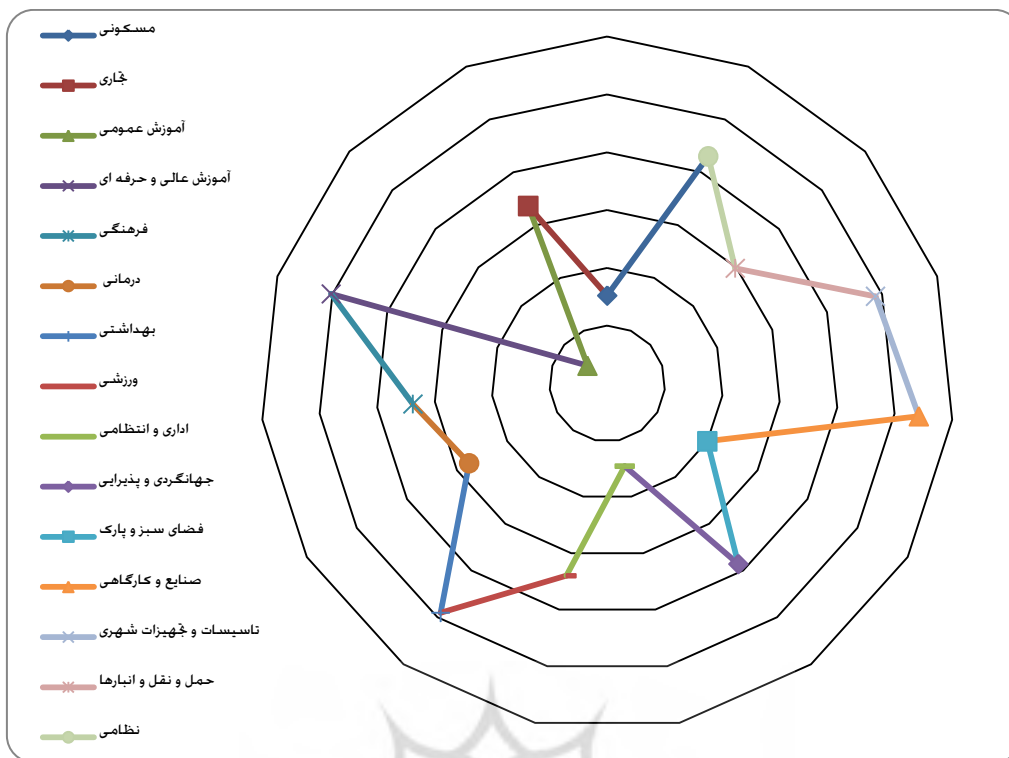 مسکونی
تجاری
آموزش عمومی
آموزش عالی و حرفه ای
فرهنگی
درمانی
بهداشتی
ورزشی
اداری و انتظامی
جهانگردی و پذیرایی
فضای سبز و پارک
صنایع و کارگاهی
تاسیسات و تجهیزات شهری
حمل و نقل و انبارها
نظامی